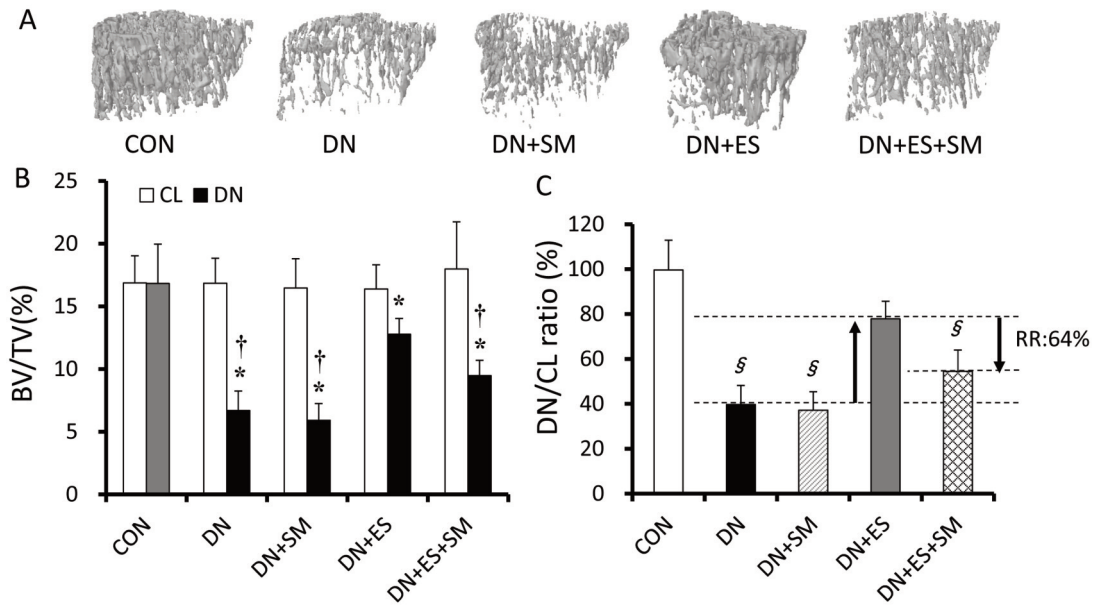 A
CON
DN
DN+SM
DN+ES
DN+ES+SM
B
CL DN
BV/TV(%)
25
20
15
10
5
0
†
*
†
*
*
†
*
CON
DN
DN+SM
DN+ES
DN+ES+SM
C
DN/CL ratio (%)
120
100
80
60
40
20
0
§
§
§
RR:64%
CON
DN
DN+SM
DN+ES
DN+ES+SM